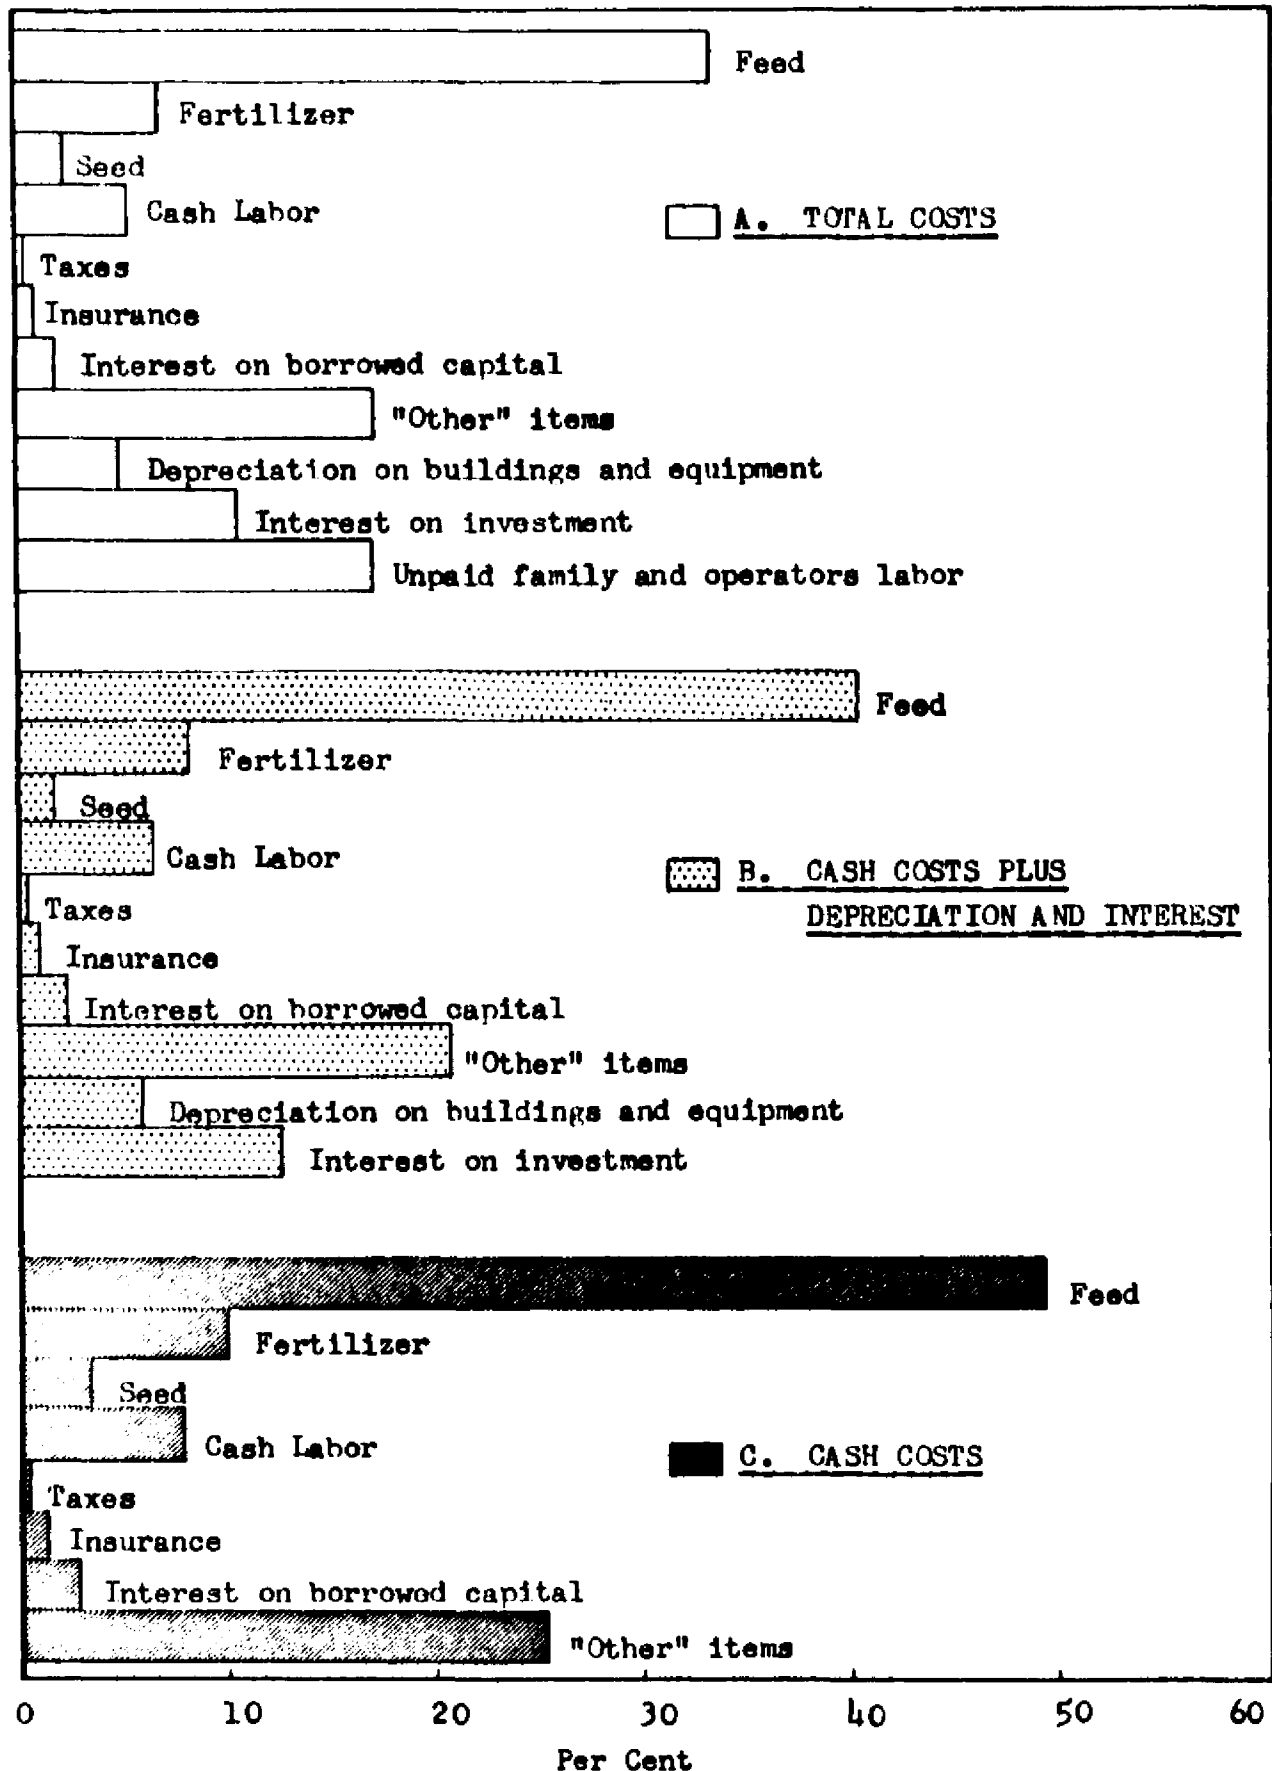 Feed
Fertilizer
Seed
Cash Labor
A. TOTAL COSTS
Taxes
Insurance
Interest on borrowed capital
"Other" items
Depreciation on buildings and equipment
Interest on investment
Unpaid family and operators labor
Feed
Fertilizer
Seed
Cash Labor
B. CASH COSTS PLUS
DEPRECIATION AND INTEREST
Taxes
Insurance
Interest on borrowed capital
"Other" items
Depreciation on buildings and equipment
Interest on investment
Feed
Fertilizer
Seed
Cash Labor
C. CASH COSTS
Taxes
Insurance
Interest on borrowed capital
"Other" items
0 10 20 30 40 50 60
Per Cent